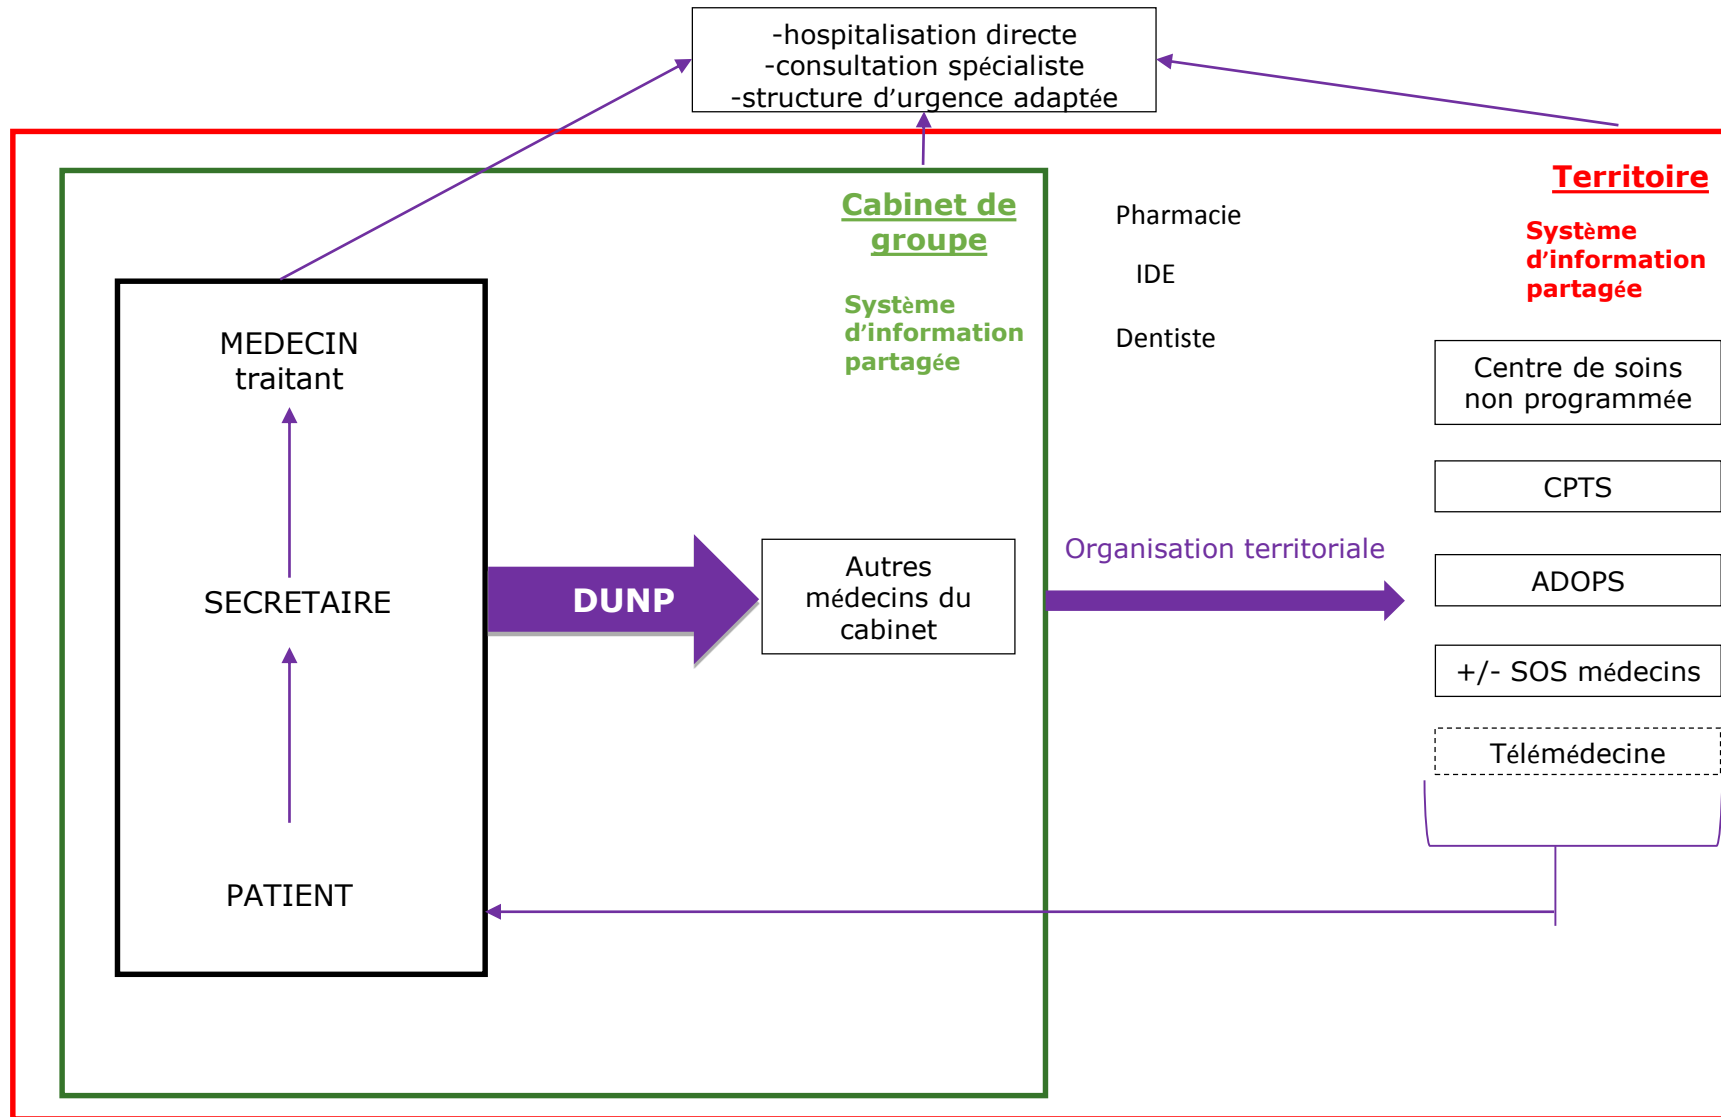 -hospitalisation directe
-consultation spécialiste
-structure d'urgence adaptée
Territoire
Système
d'information
partagée
Cabinet de
groupe
Système
d'information
partagée
Pharmacie
IDE
Dentiste
MEDECIN
traitant
SECRETAIRE
PATIENT
DUNP
Autres
médecins du
cabinet
Organisation territoriale
Centre de soins
non programmée
CPTS
ADOPS
+/- SOS médecins
Télémédecine